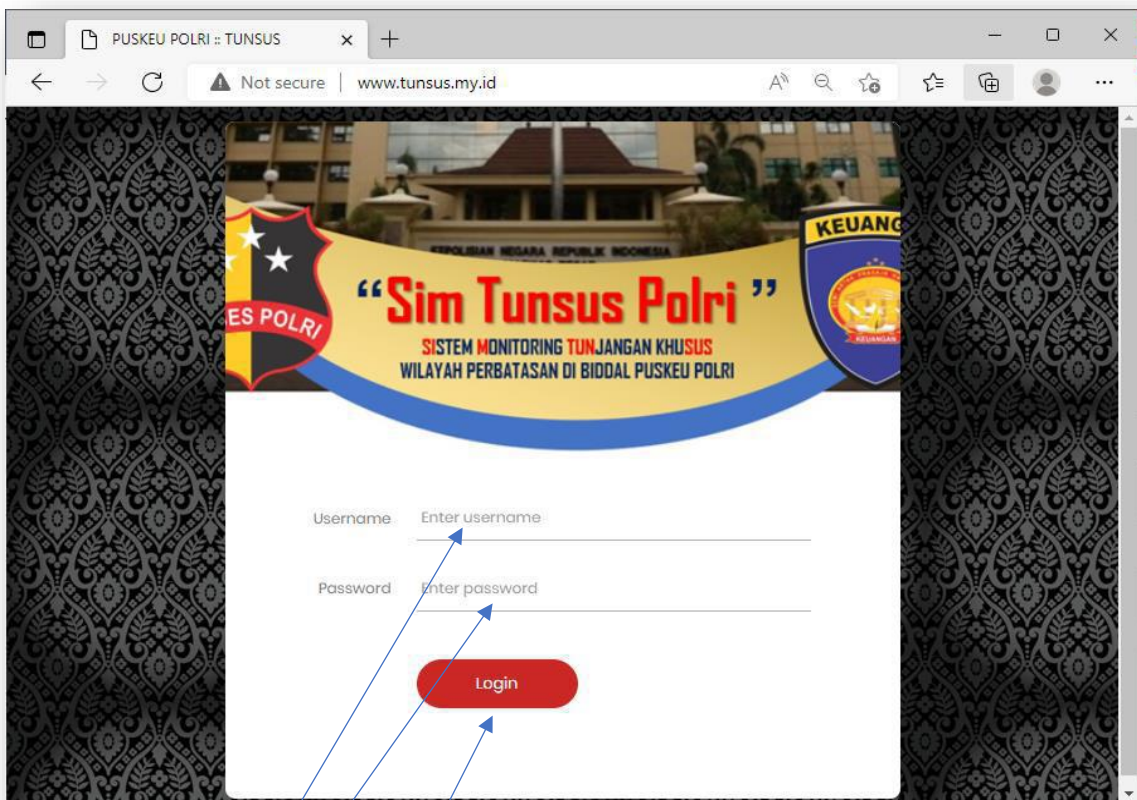 PUSKEU POLRI :: TUNSUS
Not secure | www.tunsus.my.id
KEPOLISIAN NEGARA REPUBLIK INDONESIA
KEUANG
ES POLRI
“Sim Tunsus Polri ”
SISTEM MONITORING TUNJANGAN KHUSUS
WILAYAH PERBATASAN DI BIDDAL PUSKEU POLRI
KEUANGAN
Username Enter username
Password Enter password
Login